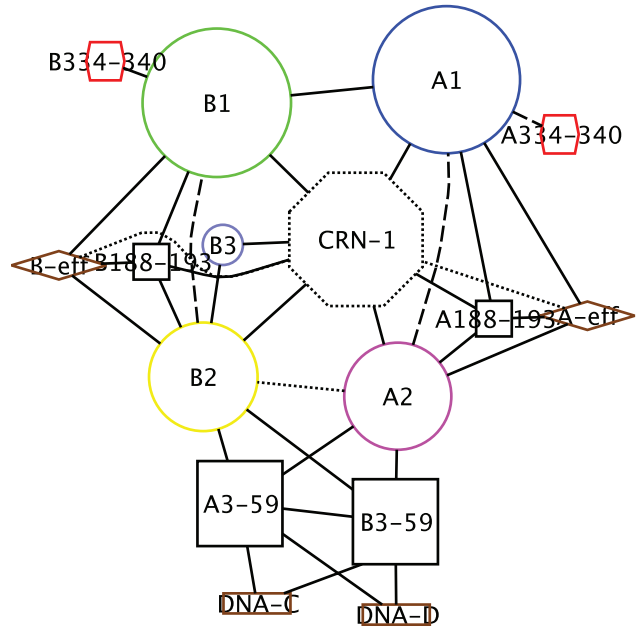 B334-340
B1
A1
A334-340
B3
CRN-1
B-eff
B188-193
A188-193
A-eff
B2
A2
A3-59
B3-59
DNA-C
DNA-D